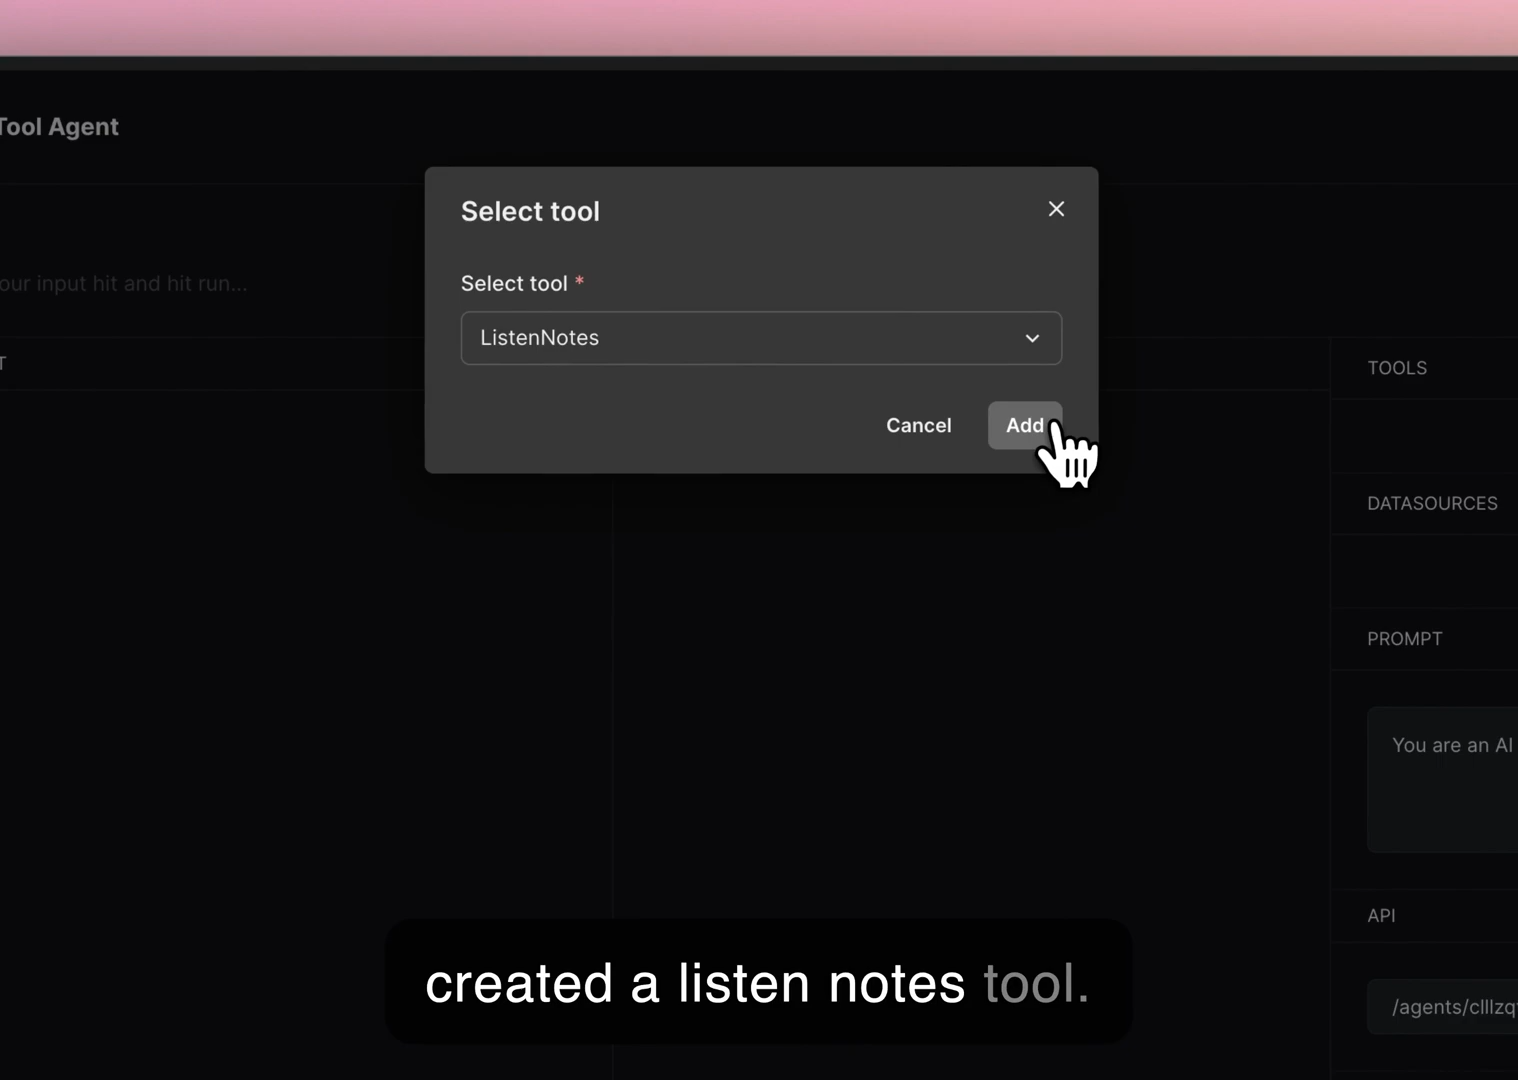 Tool Agent
Select tool
Select tool *
our input hit and hit run...
ListenNotes
T
TOOLS
Cancel
Add
DATASOURCES
PROMPT
You are an AI
API
created a listen notes tool.
/agents/clllzq